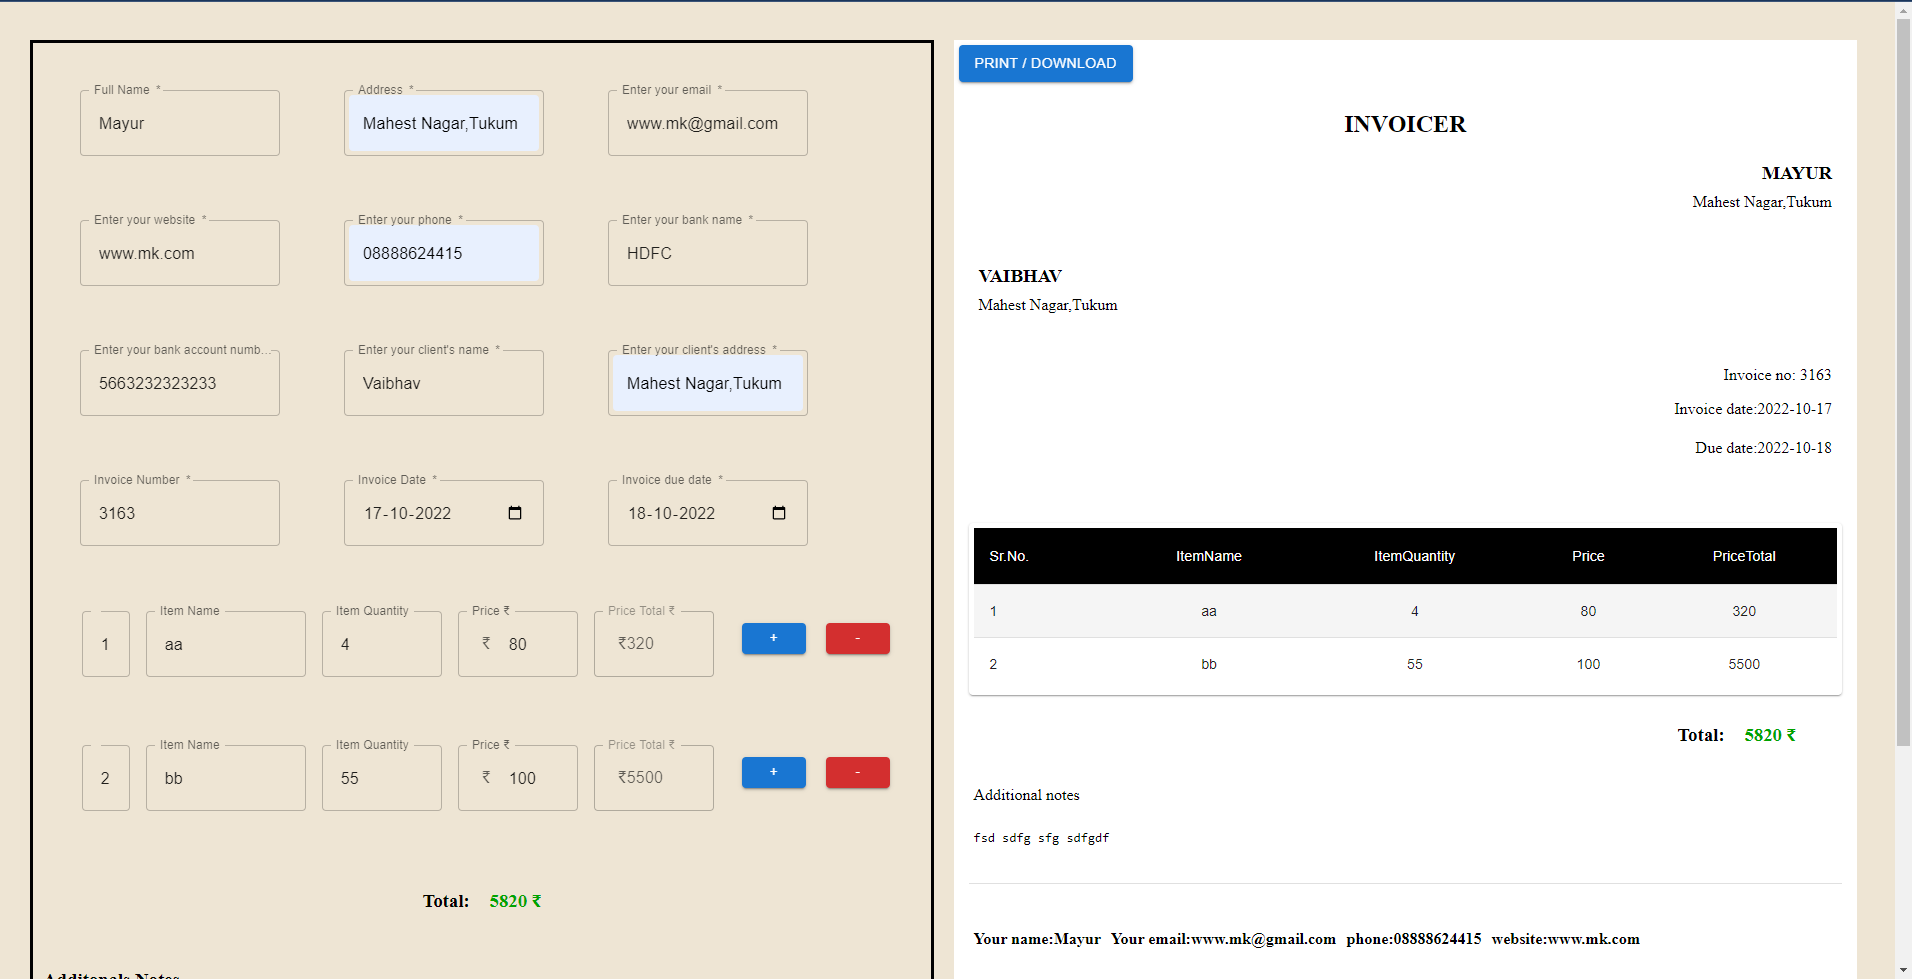 Full Name *
Mayur
Address *
Mahest Nagar,Tukum
Enter your email *
www.mk@gmail.com
Enter your website *
www.mk.com
Enter your phone *
08888624415
Enter your bank name *
HDFC
Enter your bank account numb...
5663232323233
Enter your client's name *
Vaibhav
Enter your client's address *
Mahest Nagar,Tukum
Invoice Number *
3163
Invoice Date *
17-10-2022
Invoice due date *
18-10-2022
Item Name Item Quantity Price ₹ Price Total ₹
1 aa 4 ₹ 80 ₹320 + -
Item Name Item Quantity Price ₹ Price Total ₹
2 bb 55 ₹ 100 ₹5500 + -
Total: 5820 ₹
Additonals Notes
PRINT / DOWNLOAD
INVOICER
MAYUR
Mahest Nagar,Tukum
VAIBHAV
Mahest Nagar,Tukum
Invoice no: 3163
Invoice date:2022-10-17
Due date:2022-10-18
Sr.No. ItemName ItemQuantity Price PriceTotal
1 aa 4 80 320
2 bb 55 100 5500
Total: 5820 ₹
Additional notes
fsd sdfg sfg sdfgdf
Your name:Mayur Your email:www.mk@gmail.com phone:08888624415 website:www.mk.com